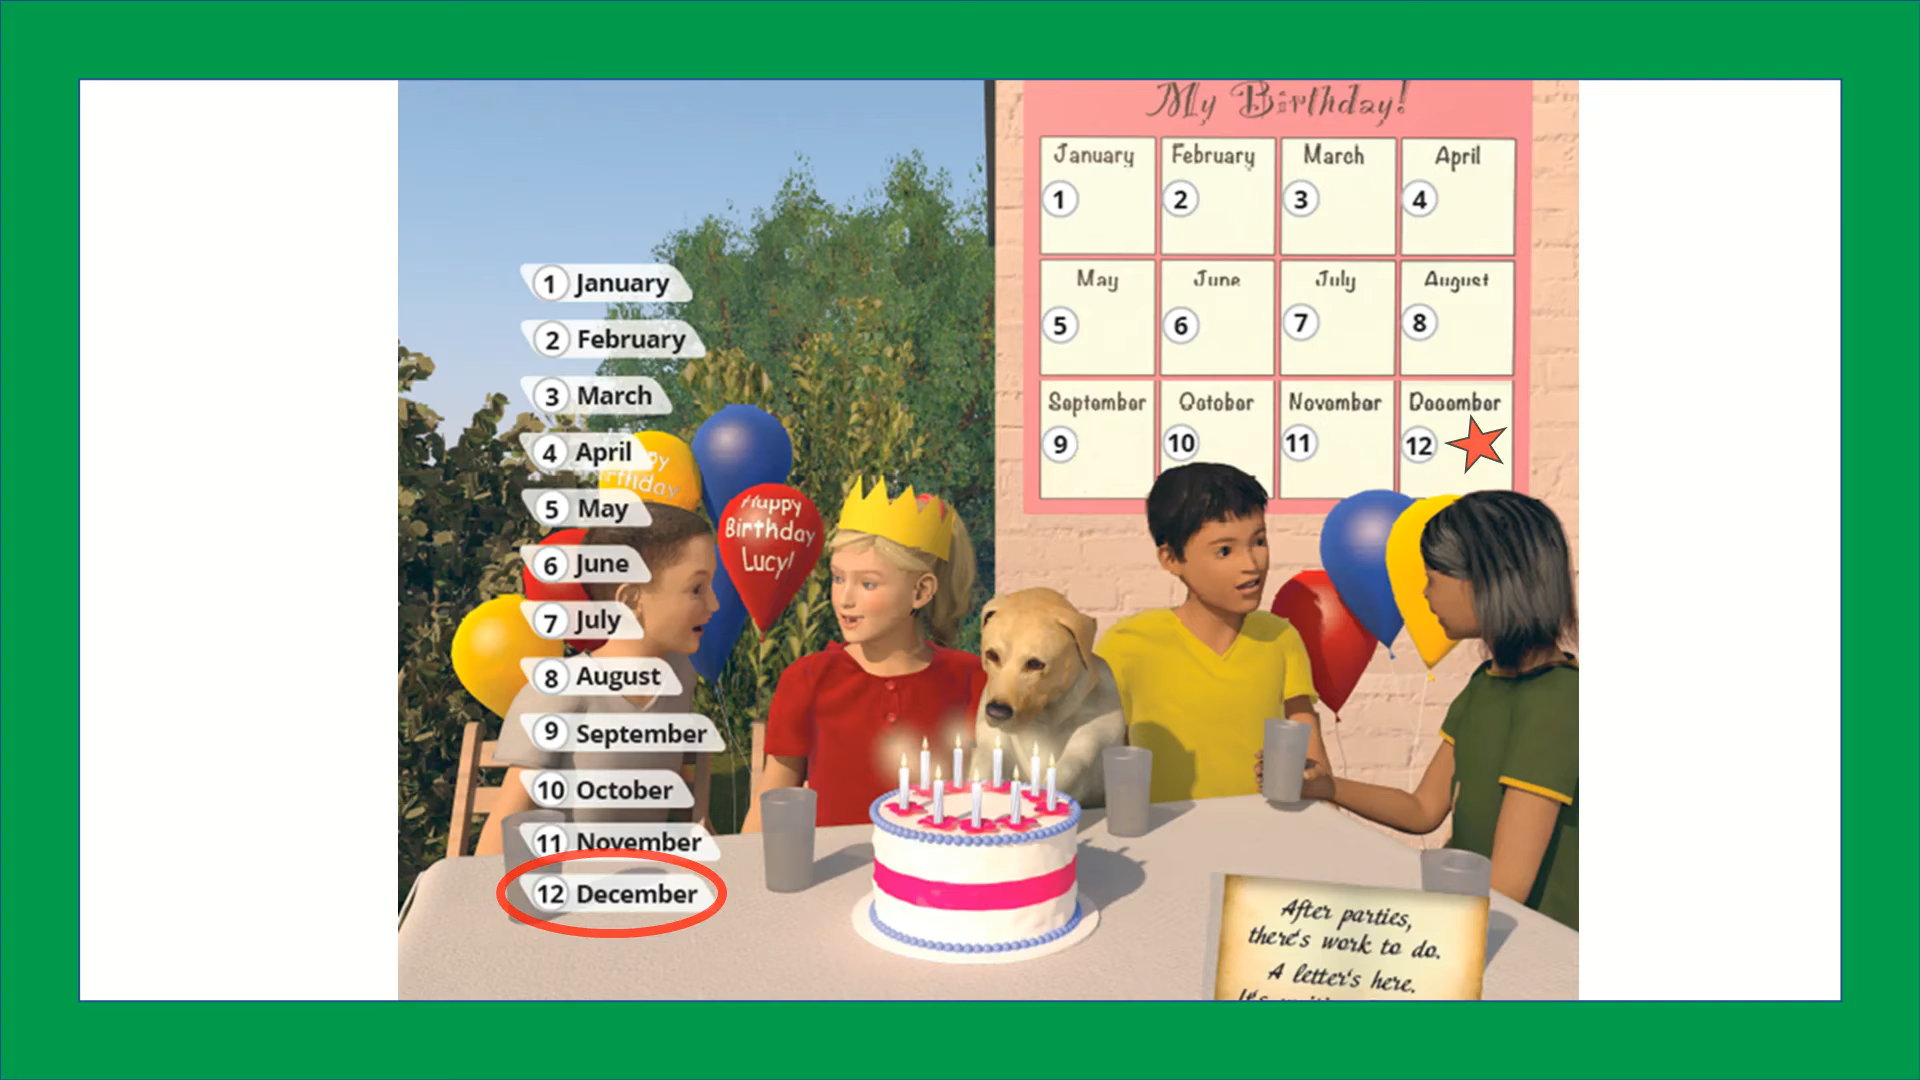 My Birthday!
January February March April
1 2 3 4
May June July August
5 6 7 8
September October November December
9 10 11 12
1 January
2 February
3 March
4 April
5 May
6 June
7 July
8 August
9 September
10 October
11 November
12 December
Happy
Birthday
Lucy!
After parties,
there's work to do.
A letter's here.